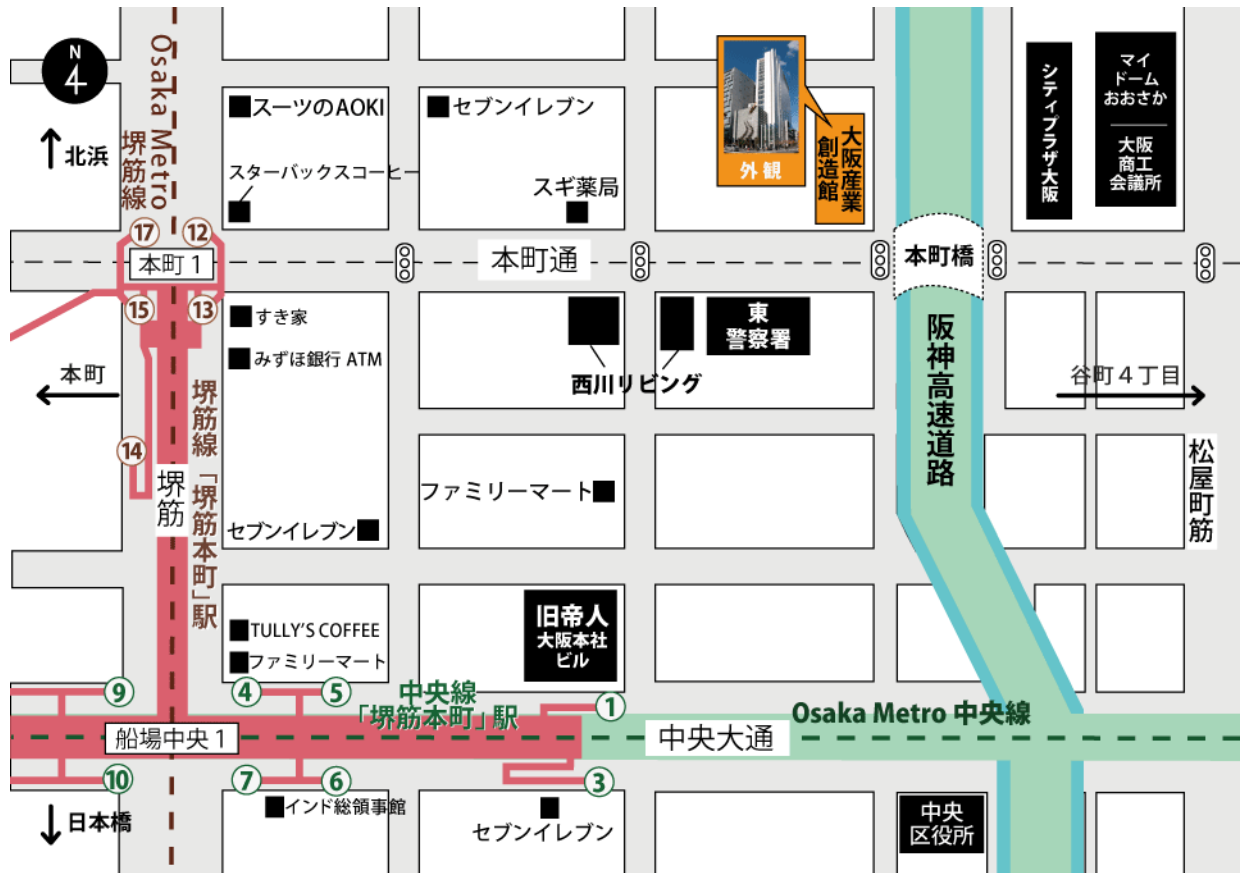 N
北浜
Osaka Metro
堺筋線
スーツのAOKI
スターバックスコーヒー
セブンイレブン
スギ薬局
外観
大阪産業
創造館
シティプラザ大阪
マイ
ドーム
おおさか
大阪
商工
会議所
⑰
⑫
本町1
⑮
⑬
本町通
本町橋
すき家
みずほ銀行 ATM
西川リビング
東
警察署
阪神高速道路
本町
谷町4丁目
⑭
堺筋
堺筋線「堺筋本町」駅
セブンイレブン
ファミリーマート
松屋町筋
TULLY'S COFFEE
ファミリーマート
旧帝人
大阪本社
ビル
⑨
④
⑤
中央線
「堺筋本町」駅
①
Osaka Metro 中央線
船場中央1
中央大通
⑩
⑦
⑥
③
日本橋
インド総領事館
セブンイレブン
中央
区役所